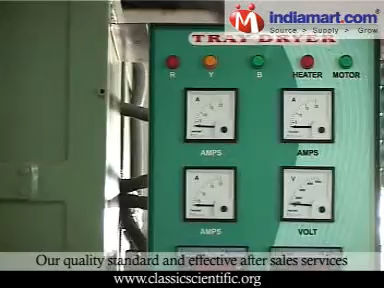 indiamart.com®
Source > Supply > Grow
TRAY DRYER
R Y B HEATER MOTOR
A A
AMPS AMPS
A V
AMPS VOLT
Our quality standard and effective after sales services
www.classicscientific.org